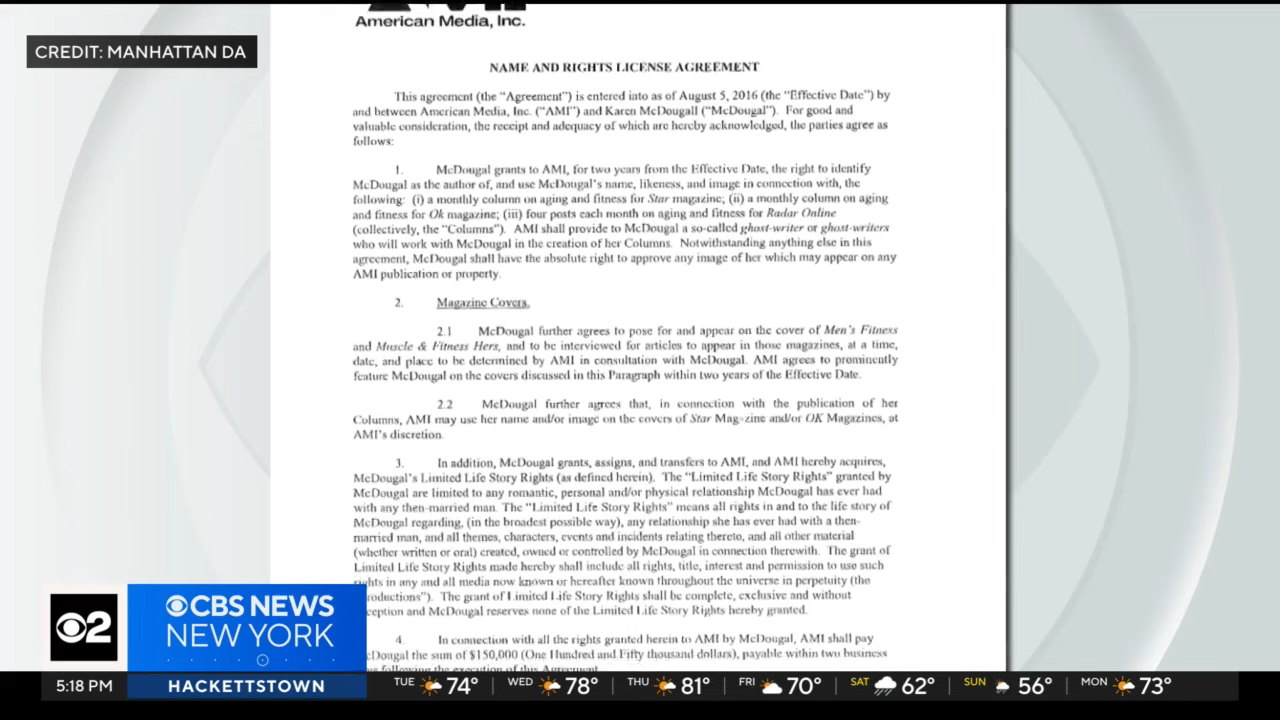 American Media, Inc.
CREDIT: MANHATTAN DA
NAME AND RIGHTS LICENSE AGREEMENT
This agreement (the “Agreement”) is entered into as of August 5, 2016 (the “Effective Date”) by
and between American Media, Inc. (“AMI”) and Karen McDougall (“McDougal”). For good and
valuable consideration, the receipt and adequacy of which are hereby acknowledged, the parties agree as
follows:
1. McDougal grants to AMI, for two years from the Effective Date, the right to identify
McDougal as the author of, and use McDougal’s name, likeness, and image in connection with, the
following: (i) a monthly column on aging and fitness for Star magazine; (ii) a monthly column on aging
and fitness for Ok magazine; (iii) four posts each month on aging and fitness for Radar Online
(collectively, the “Columns”). AMI shall provide to McDougal a so-called ghost-writer or ghost-writers
who will work with McDougal in the creation of her Columns. Notwithstanding anything else in this
agreement, McDougal shall have the absolute right to approve any image of her which may appear on any
AMI publication or property.
2. Magazine Covers.
2.1 McDougal further agrees to pose for and appear on the cover of Men’s Fitness
and Muscle & Fitness Hers, and to be interviewed for articles to appear in those magazines, at a time,
date, and place to be determined by AMI in consultation with McDougal. AMI agrees to prominently
feature McDougal on the covers discussed in this Paragraph within two years of the Effective Date.
2.2 McDougal further agrees that, in connection with the publication of her
Columns, AMI may use her name and/or image on the covers of Star Magazine and/or OK Magazines, at
AMI’s discretion.
3. In addition, McDougal grants, assigns, and transfers to AMI, and AMI hereby acquires,
McDougal’s Limited Life Story Rights (as defined herein). The “Limited Life Story Rights” granted by
McDougal are limited to any romantic, personal and/or physical relationship McDougal has ever had
with any then-married man. The “Limited Life Story Rights” means all rights in and to the life story of
McDougal regarding, (in the broadest possible way), any relationship she has ever had with a then-
married man, and all themes, characters, events and incidents relating thereto, and all other material
(whether written or oral) created, owned or controlled by McDougal in connection therewith. The grant of
Limited Life Story Rights made hereby shall include all rights, title, interest and permission to use such
rights in any and all media now known or hereafter known throughout the universe in perpetuity (the
roductions”). The grant of Limited Life Story Rights shall be complete, exclusive and without
ception and McDougal reserves none of the Limited Life Story Rights hereby granted.
4. In connection with all the rights granted herein to AMI by McDougal, AMI shall pay
cDougal the sum of $150,000 (One Hundred and Fifty thousand dollars), payable within two business
following the execution of this Agreement
2
CBS NEWS
NEW YORK
5:18 PM HACKETTSTOWN TUE 74° WED 78° THU 81° FRI 70° SAT 62° SUN 56° MON 73°